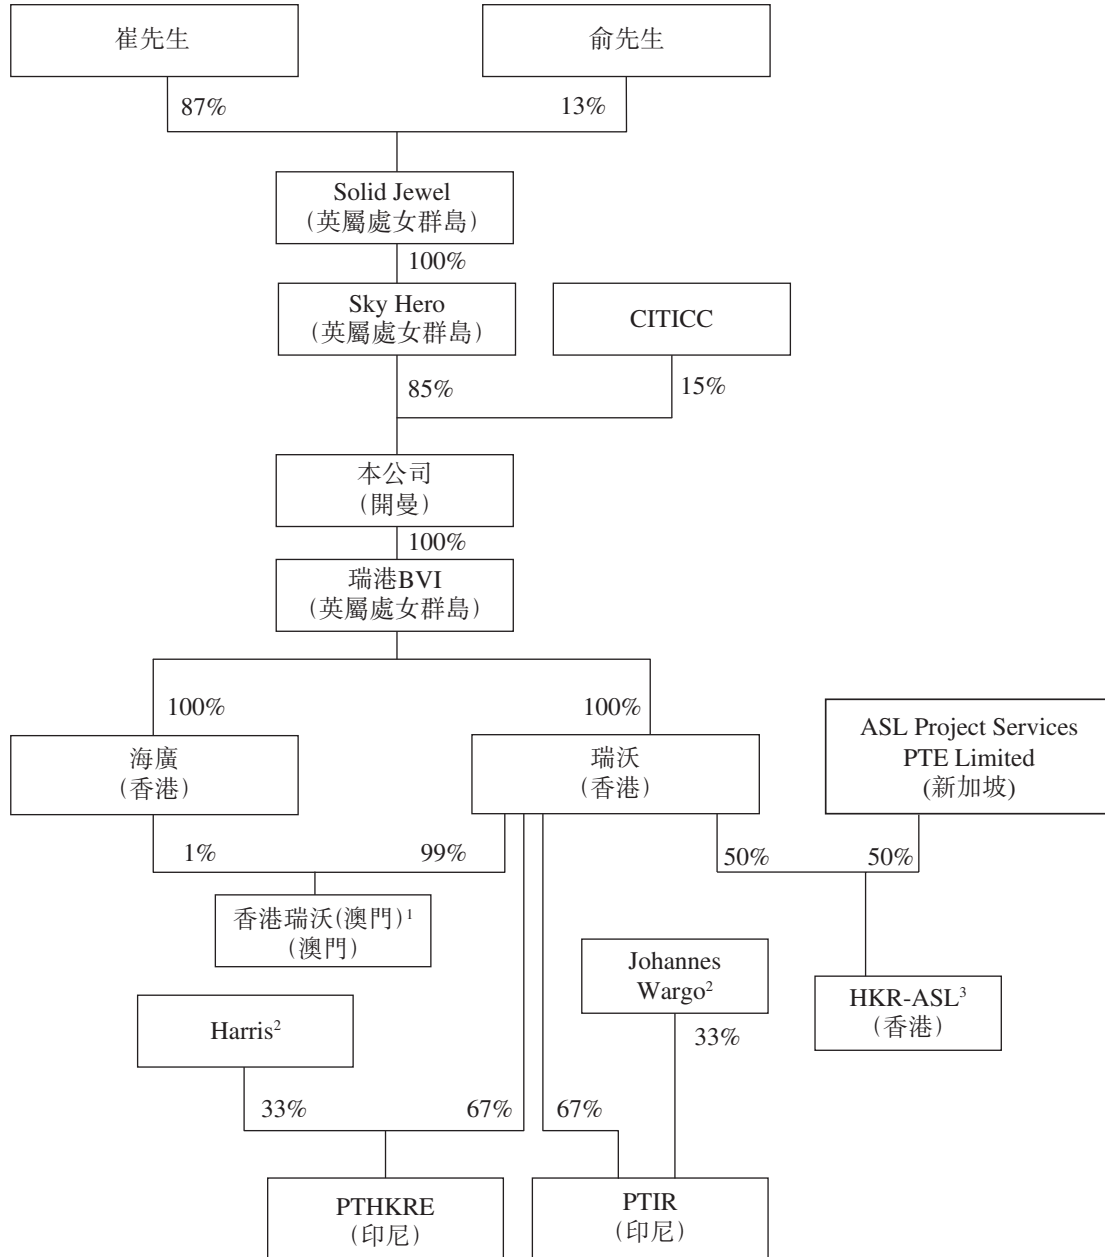 崔先生
俞先生
87%
13%
Solid Jewel
(英屬處女群島)
100%
Sky Hero
(英屬處女群島)
CITICC
85%
15%
本公司
(開曼)
100%
瑞港BVI
(英屬處女群島)
100%
100%
海廣
(香港)
瑞沃
(香港)
ASL Project Services
PTE Limited
(新加坡)
1%
99%
50%
50%
香港瑞沃(澳門)1
(澳門)
Johannes
Wargo2
HKR-ASL3
(香港)
Harris2
33%
33%
67%
67%
PTHKRE
(印尼)
PTIR
(印尼)